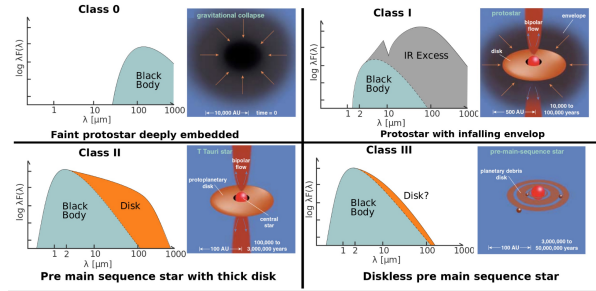 Class 0
log λF(λ)
Black
Body
1
10
100
1000
λ [μm]
gravitational collapse
10,000 AU
time = 0
Faint protostar deeply embedded
Class I
log λF(λ)
IR Excess
Black
Body
1 2
10
100
1000
λ [μm]
protostar
bipolar
flow
envelope
disk
500 AU
10,000 to
100,000 years
Protostar with infalling envelop
Class II
log λF(λ)
Black
Body
Disk
1 2
10
100
1000
λ [μm]
T Tauri star
bipolar
flow
protoplanetary
disk
central
star
100 AU
100,000 to
3,000,000 years
Pre main sequence star with thick disk
Class III
log λF(λ)
Black
Body
Disk?
1 2
10
100
1000
λ [μm]
pre-main-sequence star
planetary debris
disk
100 AU
3,000,000 to
50,000,000 years
Diskless pre main sequence star